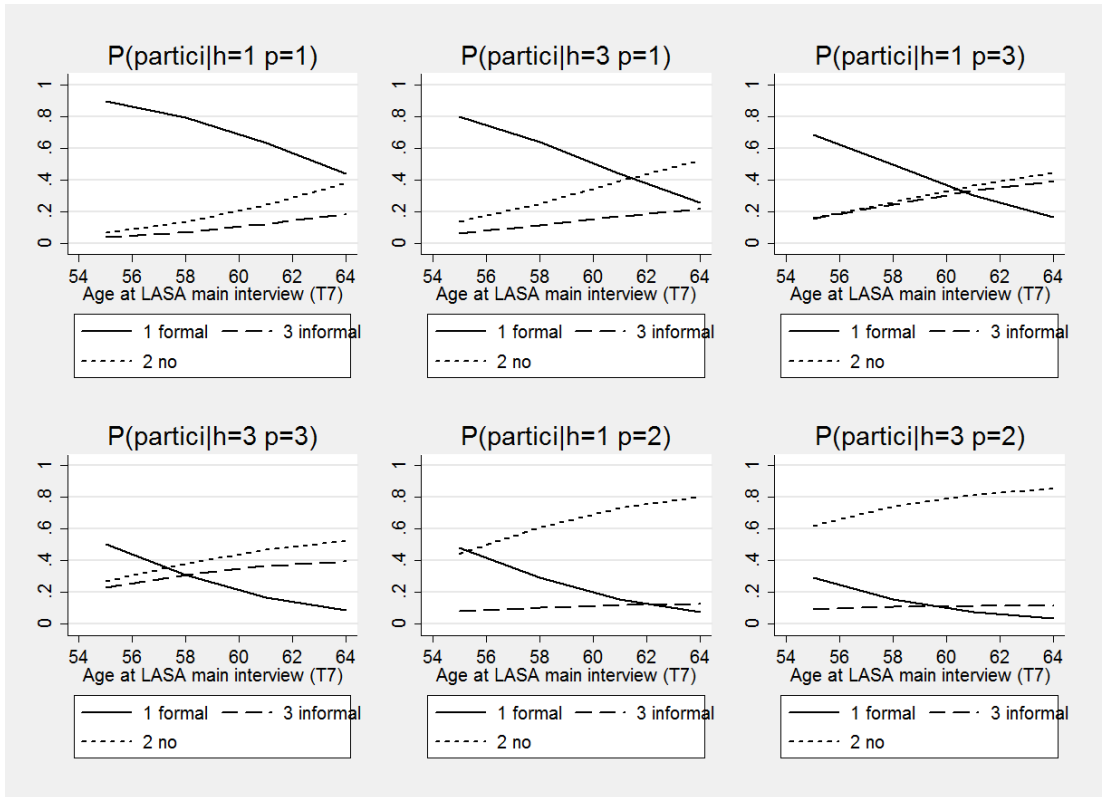 P(partici|h=1 p=1)
1
.8
.6
.4
.2
0
54 56 58 60 62 64
Age at LASA main interview (T7)
1 formal 3 informal
2 no
P(partici|h=3 p=1)
1
.8
.6
.4
.2
0
54 56 58 60 62 64
Age at LASA main interview (T7)
1 formal 3 informal
2 no
P(partici|h=1 p=3)
1
.8
.6
.4
.2
0
54 56 58 60 62 64
Age at LASA main interview (T7)
1 formal 3 informal
2 no
P(partici|h=3 p=3)
1
.8
.6
.4
.2
0
54 56 58 60 62 64
Age at LASA main interview (T7)
1 formal 3 informal
2 no
P(partici|h=1 p=2)
1
.8
.6
.4
.2
0
54 56 58 60 62 64
Age at LASA main interview (T7)
1 formal 3 informal
2 no
P(partici|h=3 p=2)
1
.8
.6
.4
.2
0
54 56 58 60 62 64
Age at LASA main interview (T7)
1 formal 3 informal
2 no